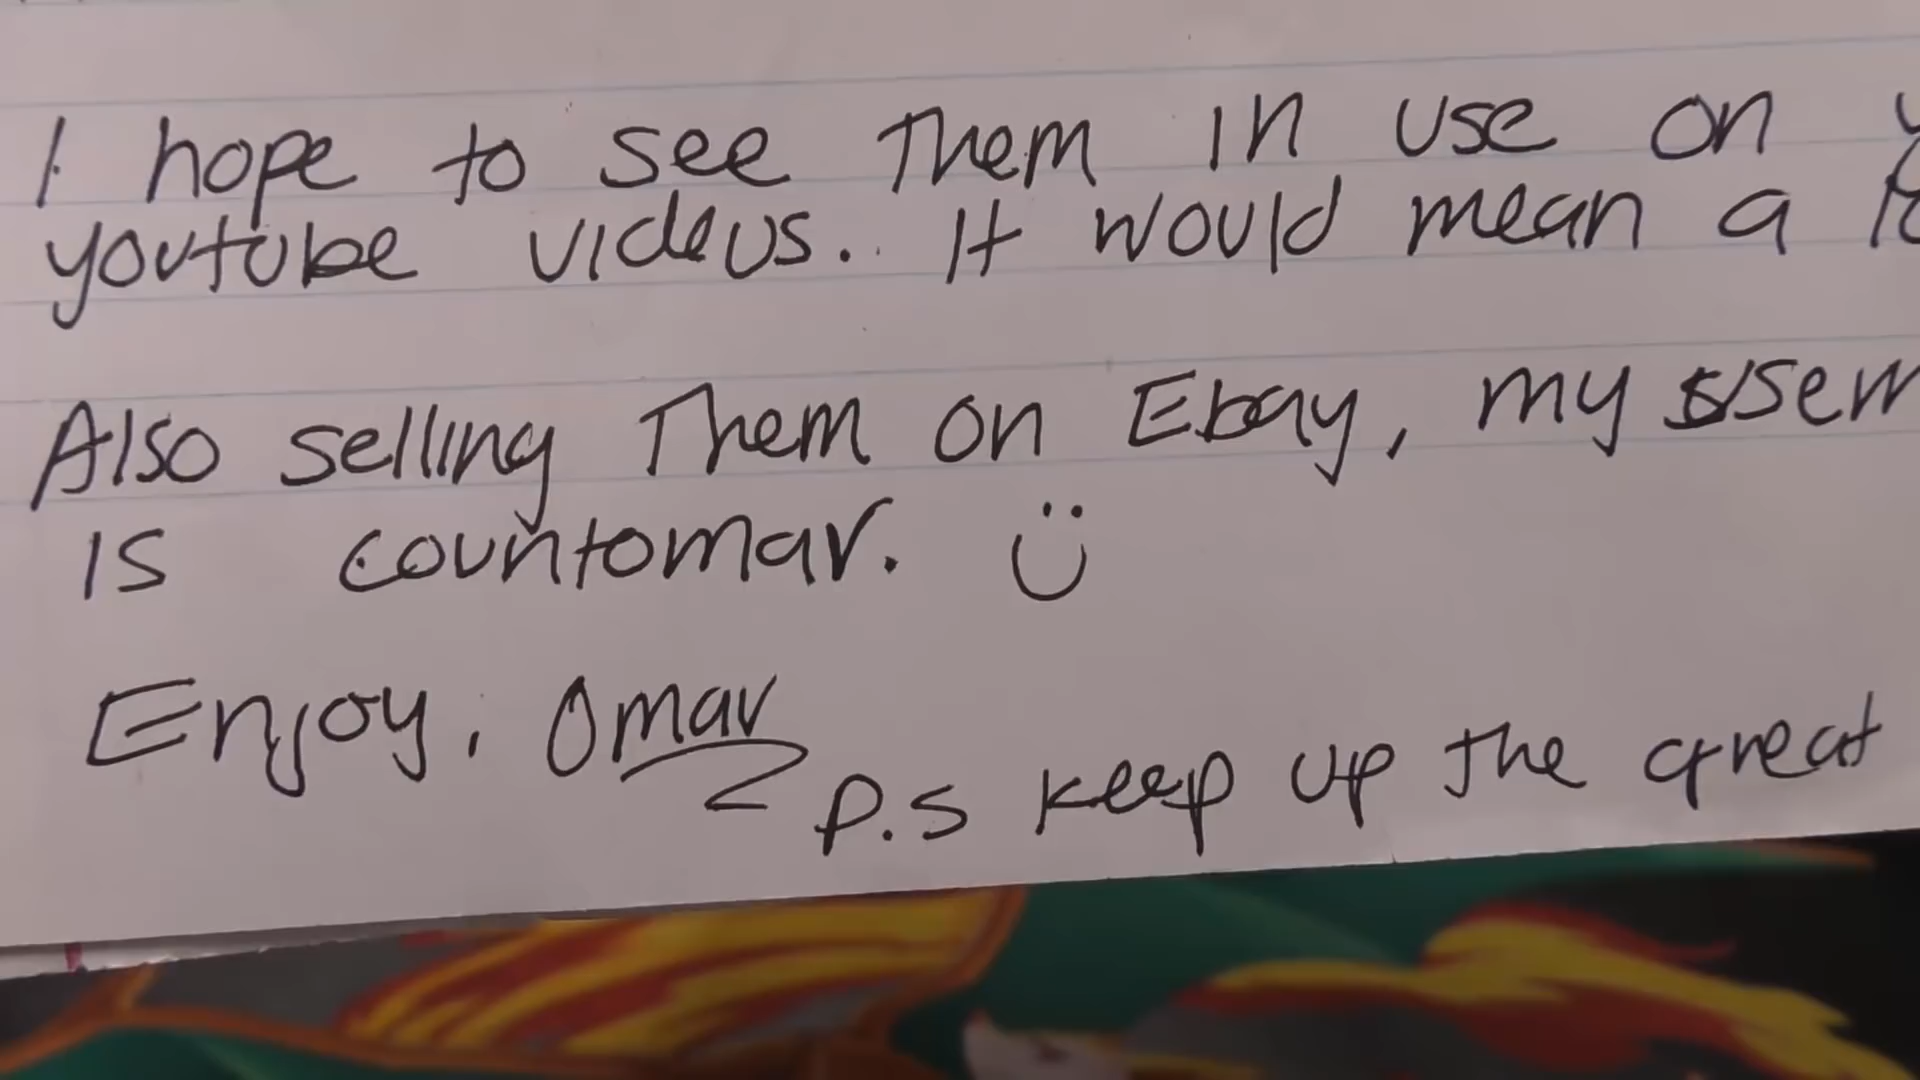 I hope to see Them in use on
youtube videos.. It would mean a
Also selling Them on Ebay, my
is countomar. Ü
Enjoy, Omar
P.S keep up the great